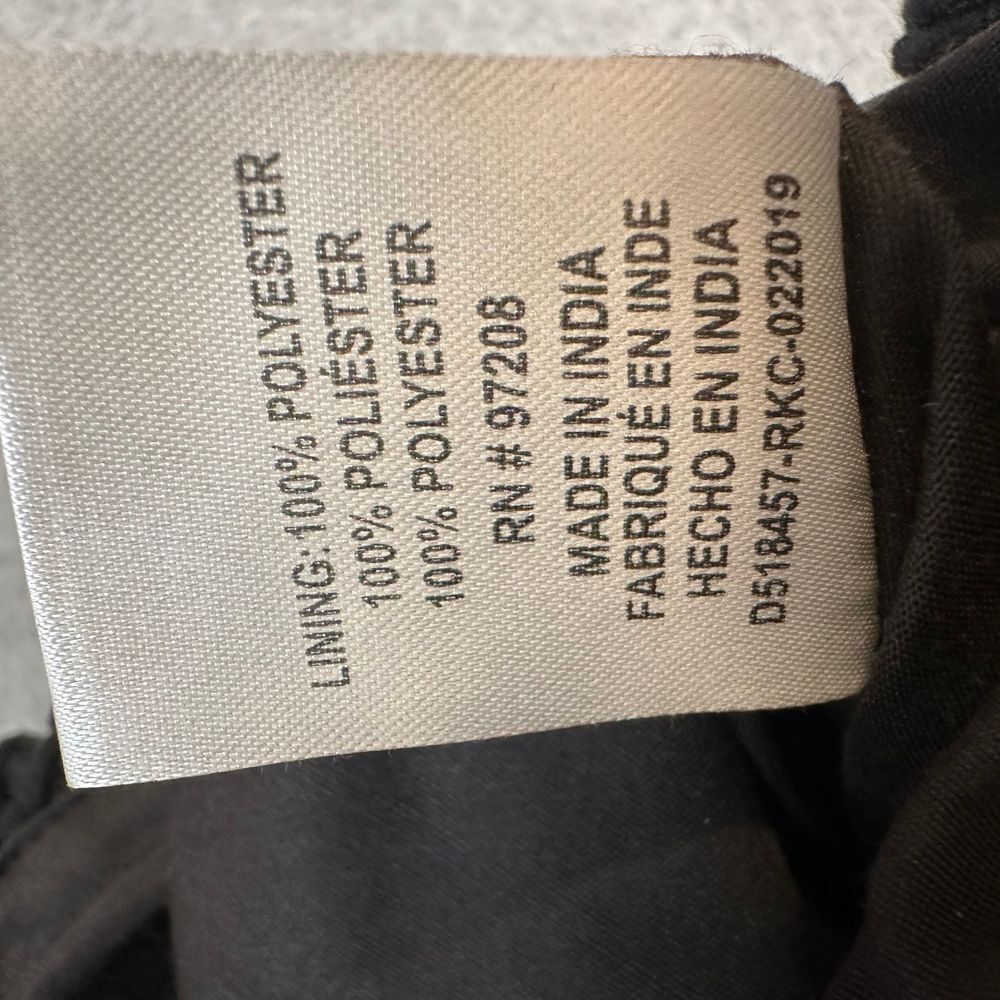 LINING: 100% POLYESTER
100% POLIÉSTER
100% POLYESTER
RN # 97208
MADE IN INDIA
FABRIQUÉ EN INDE
HECHO EN INDIA
D518457-RKC-022019